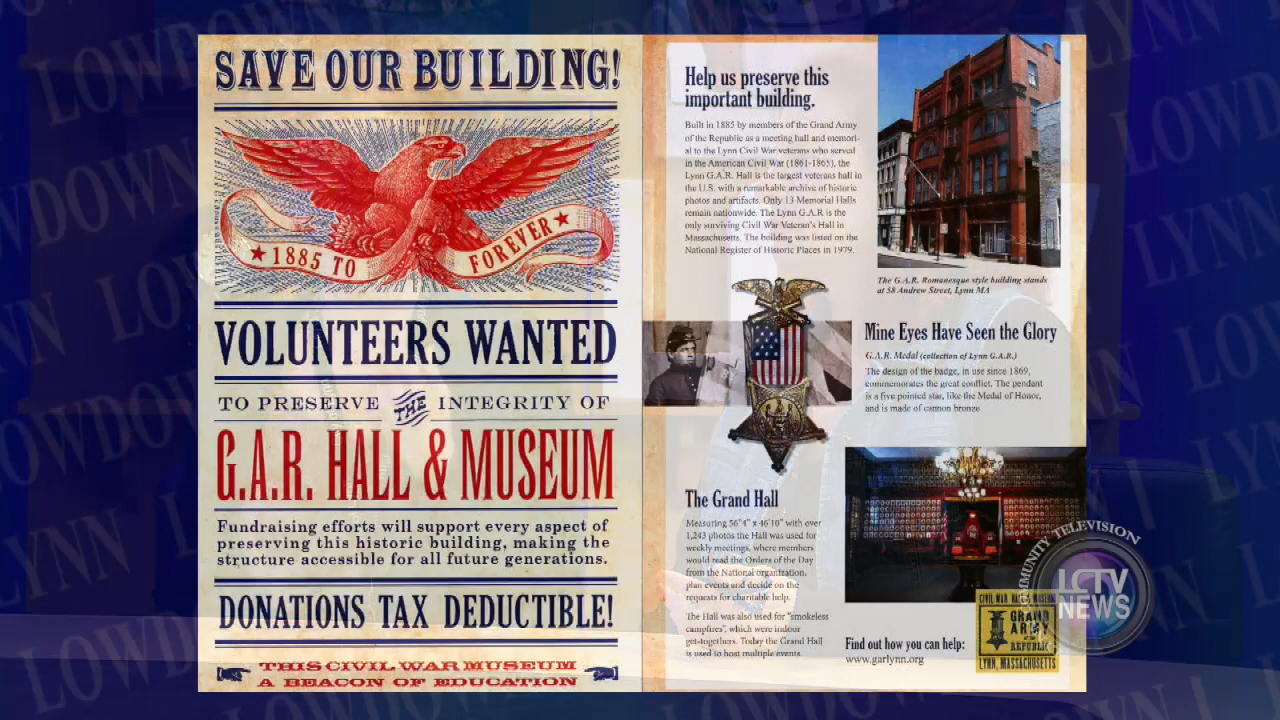 SAVE OUR BUILDING!
1885 TO
FOREVER
VOLUNTEERS WANTED
TO PRESERVE THE INTEGRITY OF
G.A.R. HALL & MUSEUM
Fundraising efforts will support every aspect of
preserving this historic building, making the
structure accessible for all future generations.
DONATIONS TAX DEDUCTIBLE!
THIS CIVIL WAR MUSEUM
A BEACON OF EDUCATION
Help us preserve this
important building.
Built in 1885 by members of the Grand Army
of the Republic as a meeting hall and memori-
al to the Lynn Civil War veterans who served
in the American Civil War (1861-1865), the
Lynn G.A.R. Hall is the largest veterans hall in
the U.S. with a remarkable archive of historic
photos and artifacts. Only 13 Memorial Halls
remain nationwide. The Lynn G.A.R is the
only surviving Civil War Veteran's Hall in
Massachusetts. The building was listed on the
National Register of Historic Places in 1979.
The G.A.R. Romanesque style building stands
at 58 Andrew Street, Lynn MA
Mine Eyes Have Seen the Glory
G.A.R. Medal (collection of Lynn G.A.R.)
The design of the badge, in use since 1869,
commemorates the great conflict. The pendant
is a five pointed star, like the Medal of Honor,
and is made of cannon bronze
The Grand Hall
Measuring 56'4" x 46'10" with over
1,243 photos the Hall was used for
weekly meetings, where members
would read the Orders of the Day
from the National organization,
plan events and decide on the
requests for charitable help.
The Hall was also used for "smokeless
campfires", which were indoor
get-togethers. Today the Grand Hall
is used to host multiple events.
Find out how you can help:
www.garlynn.org
CIVIL WAR HALL & MUSEUM
GRAND
ARMY
OF THE
REPUBLIC
LYNN, MASSACHUSETTS
COMMUNITY TELEVISION
LCTV
NEWS
LOWDOWN
LYNN